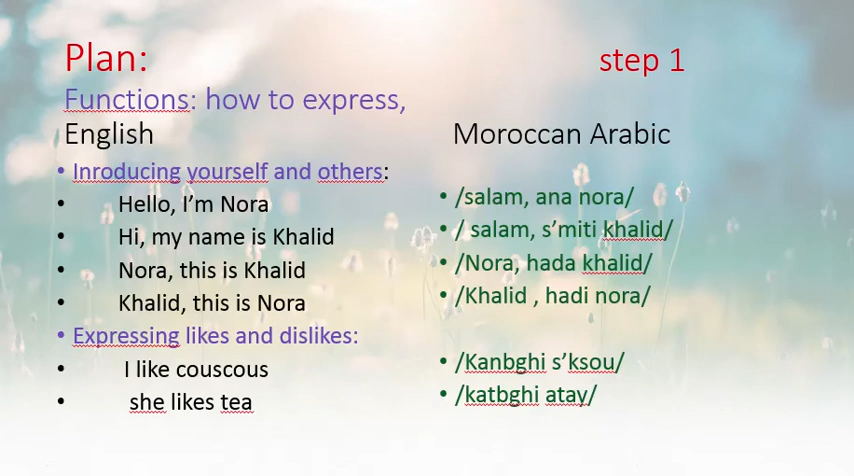 Plan:
step 1
Functions: how to express,
English
Moroccan Arabic
• Inroducing yourself and others:
• Hello, I’m Nora
• Hi, my name is Khalid
• Nora, this is Khalid
• Khalid, this is Nora
• Expressing likes and dislikes:
• I like couscous
• she likes tea
• /salam, ana nora/
• / salam, s’miti khalid/
• /Nora, hada khalid/
• /Khalid , hadi nora/
• /Kanbghi s’ksou/
• /katbghi atay/